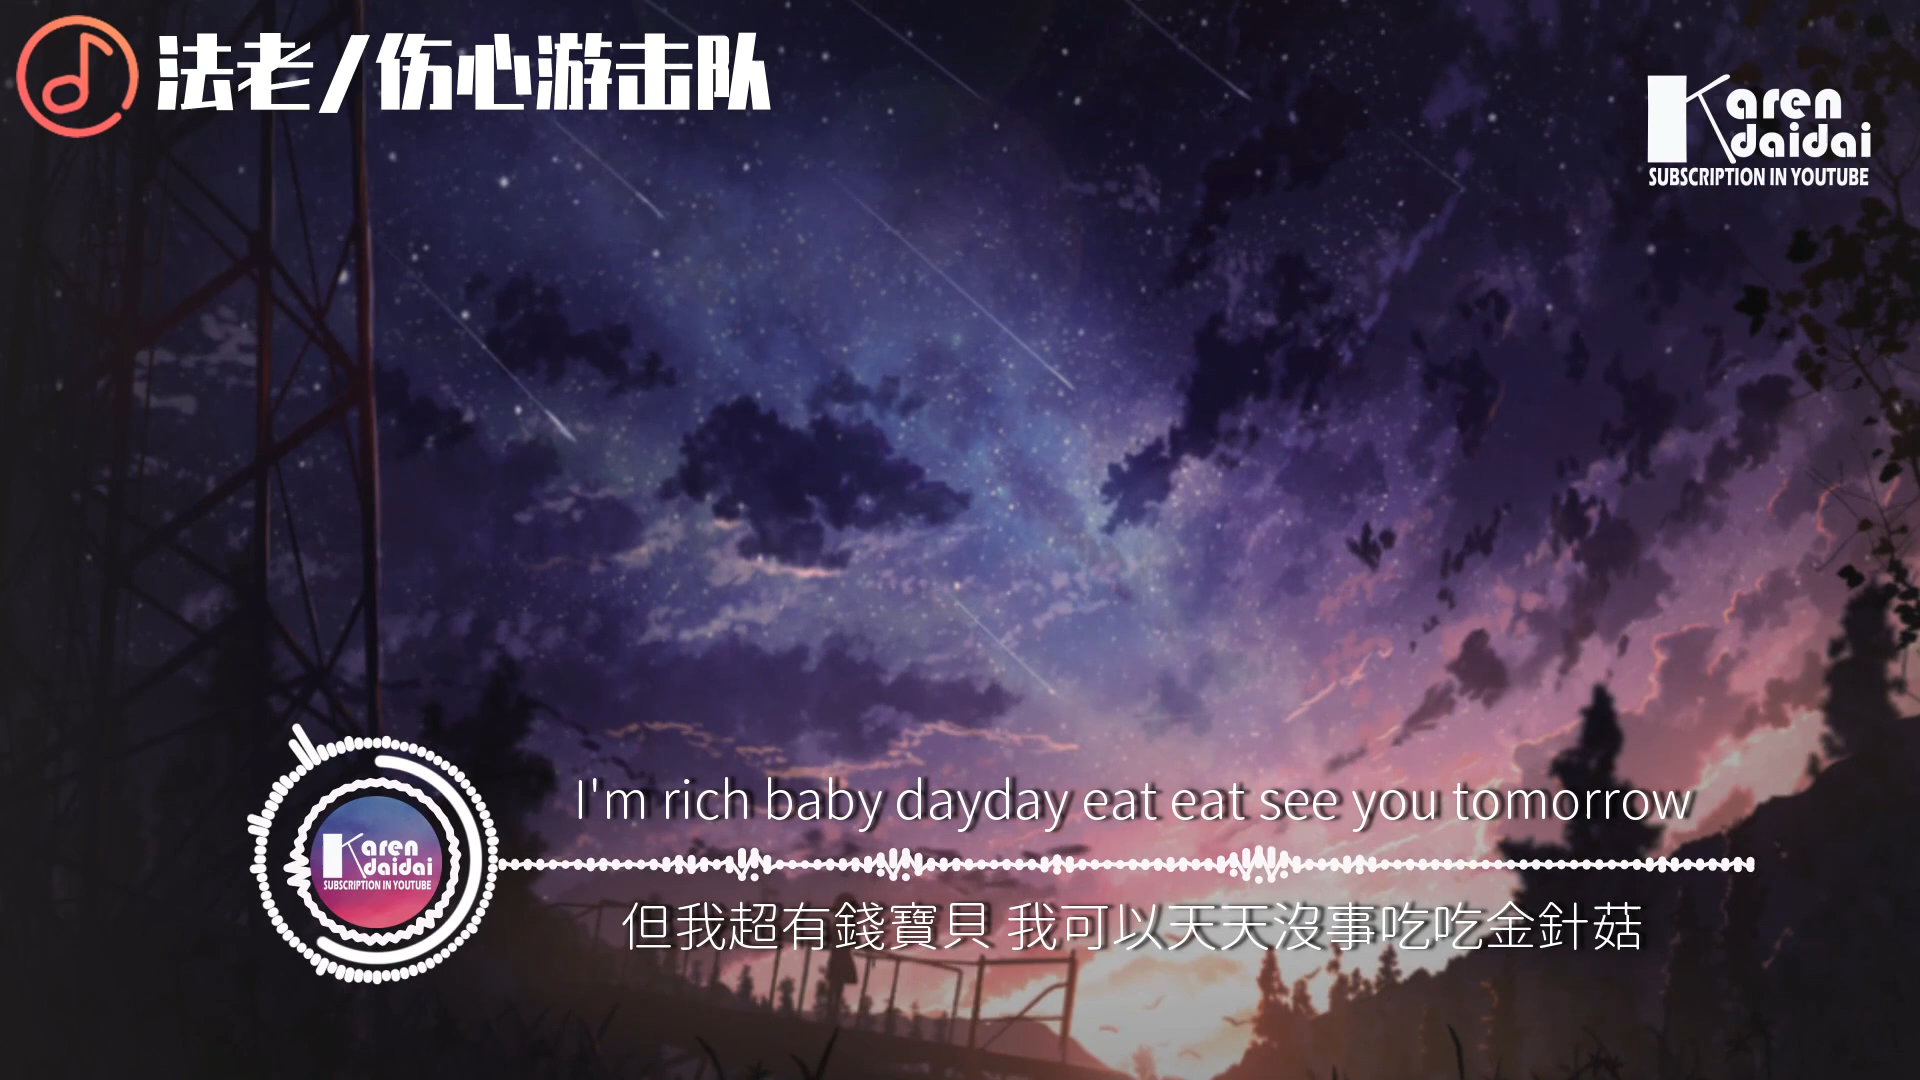 法老/伤心游击队
Karen
daidai
SUBSCRIPTION IN YOUTUBE
I'm rich baby dayday eat eat see you tomorrow
Karen
daidai
SUBSCRIPTION IN YOUTUBE
但我超有錢寶貝 我可以天天沒事吃吃金針菇